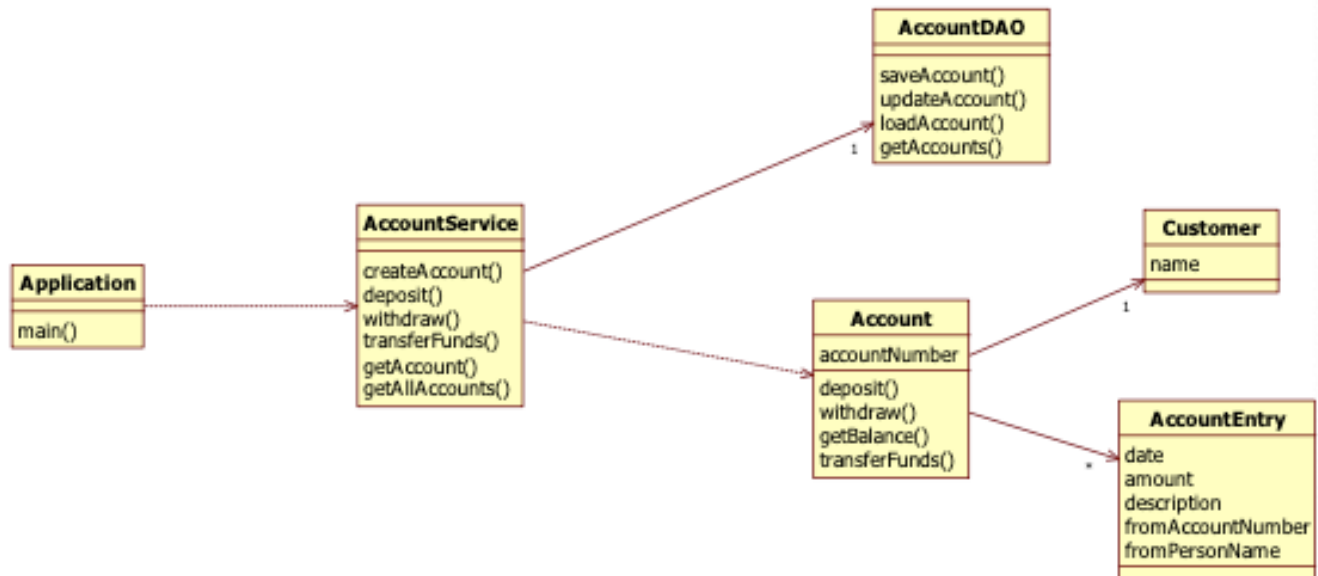 AccountDAO
saveAccount()
updateAccount()
loadAccount()
getAccounts()
1
AccountService
createAccount()
deposit()
withdraw()
transferFunds()
getAccount()
getAllAccounts()
Application
main()
Customer
name
1
Account
accountNumber
deposit()
withdraw()
getBalance()
transferFunds()
*
AccountEntry
date
amount
description
fromAccountNumber
fromPersonName